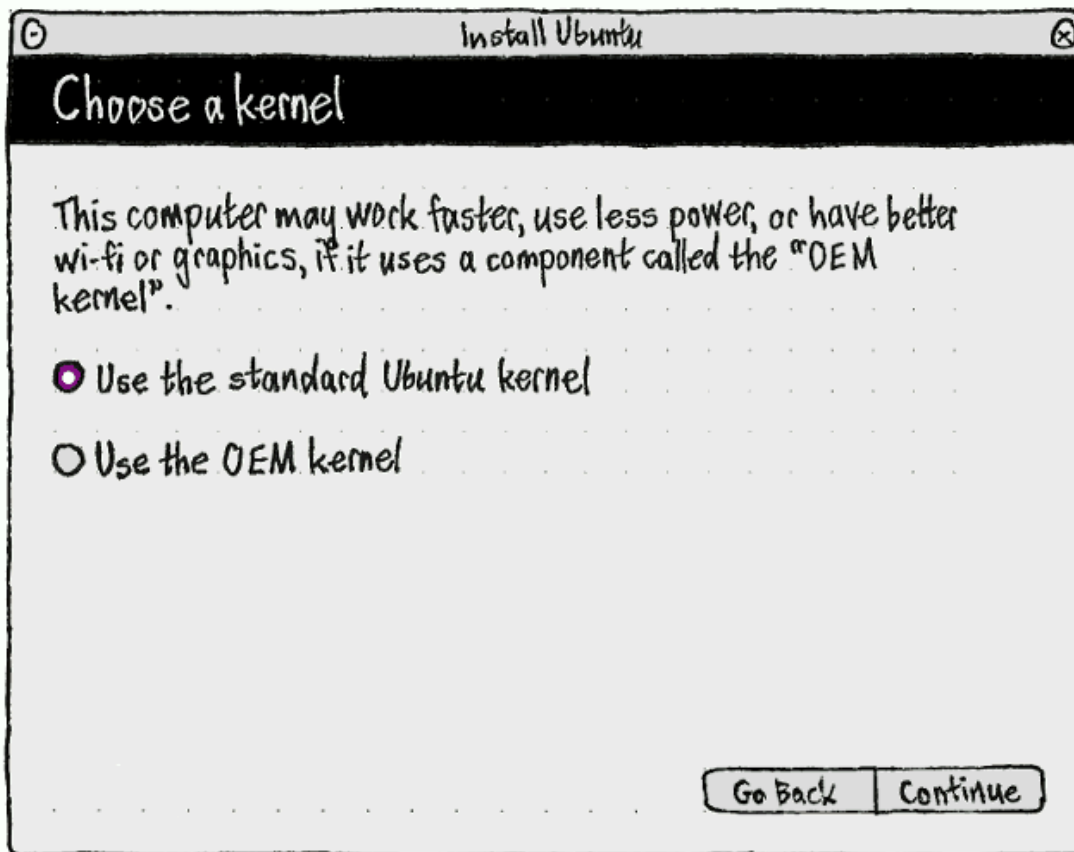 Install Ubuntu
Choose a kernel
This computer may work faster, use less power, or have better
wi-fi or graphics, if it uses a component called the “OEM
kernel”.
Use the standard Ubuntu kernel
Use the OEM kernel
Go Back Continue